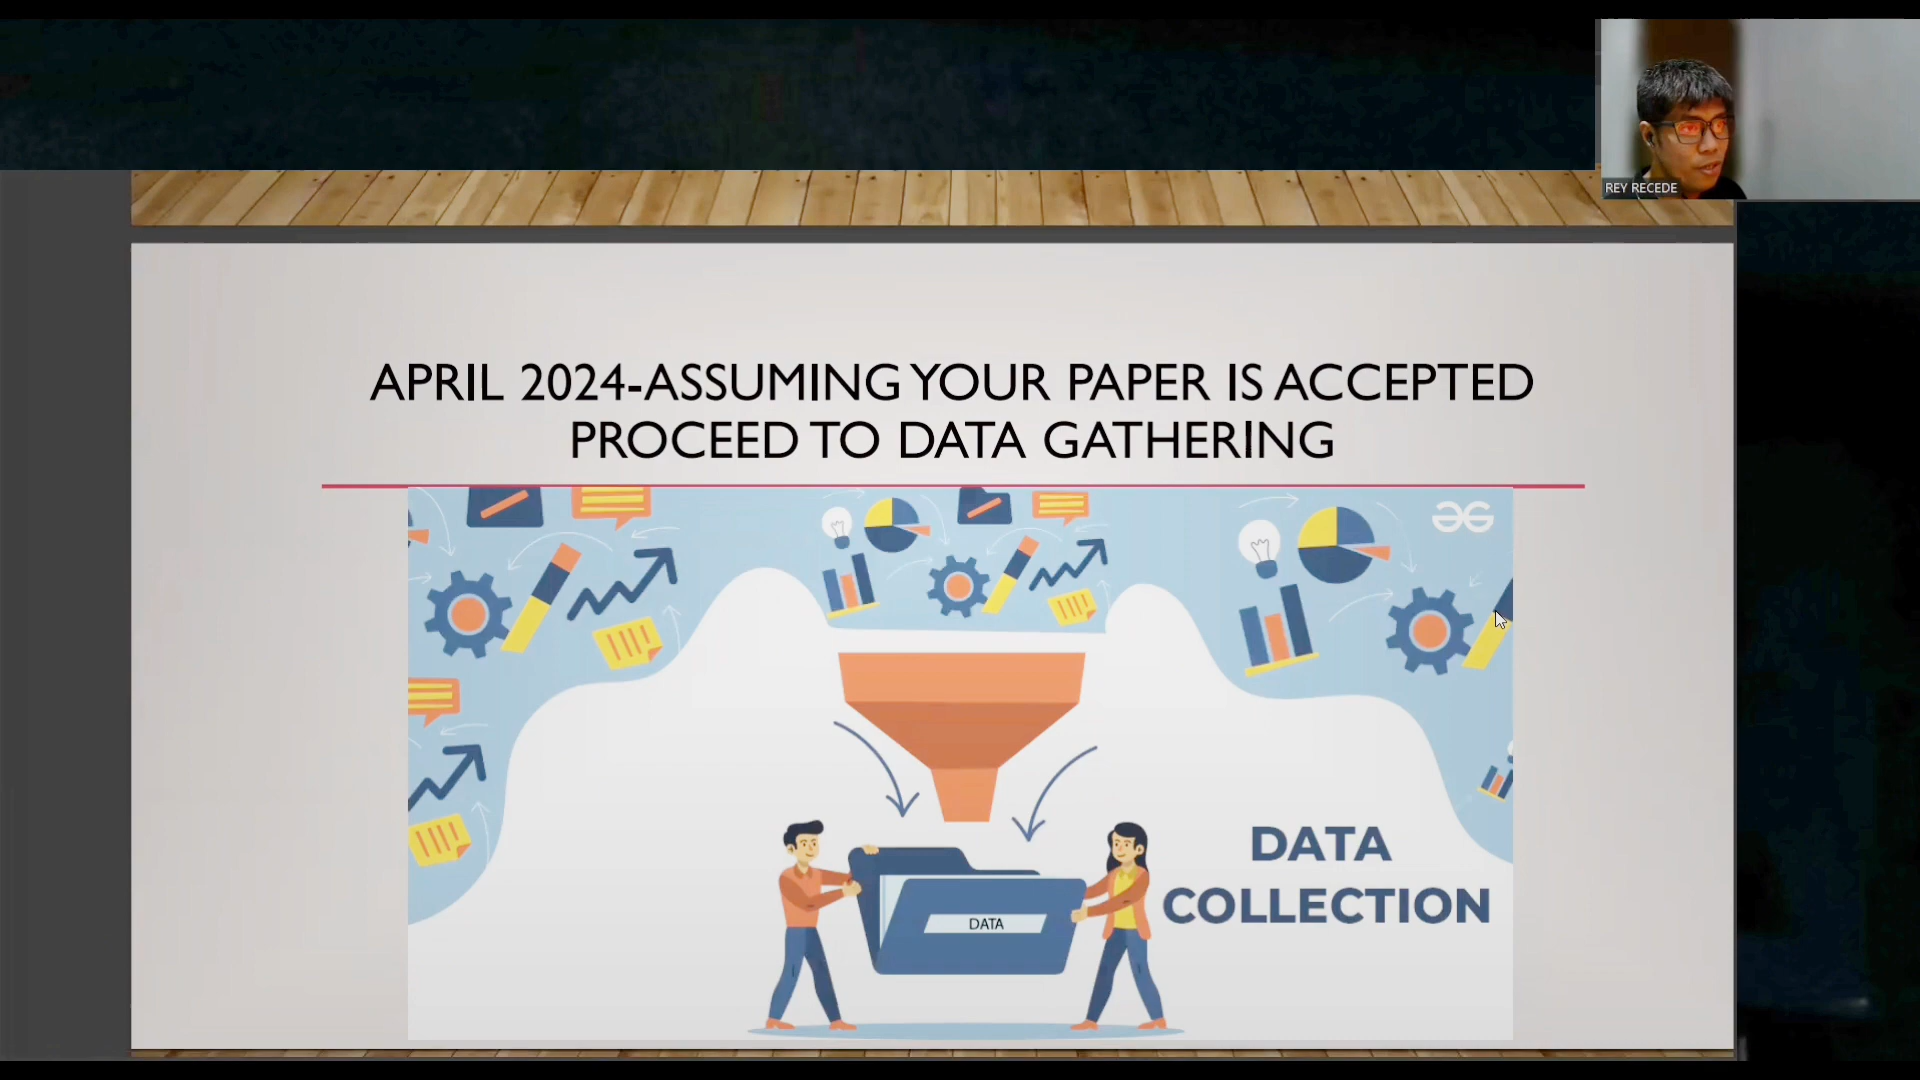 REY RECEDE
APRIL 2024-ASSUMING YOUR PAPER IS ACCEPTED
PROCEED TO DATA GATHERING
DATA
COLLECTION
DATA